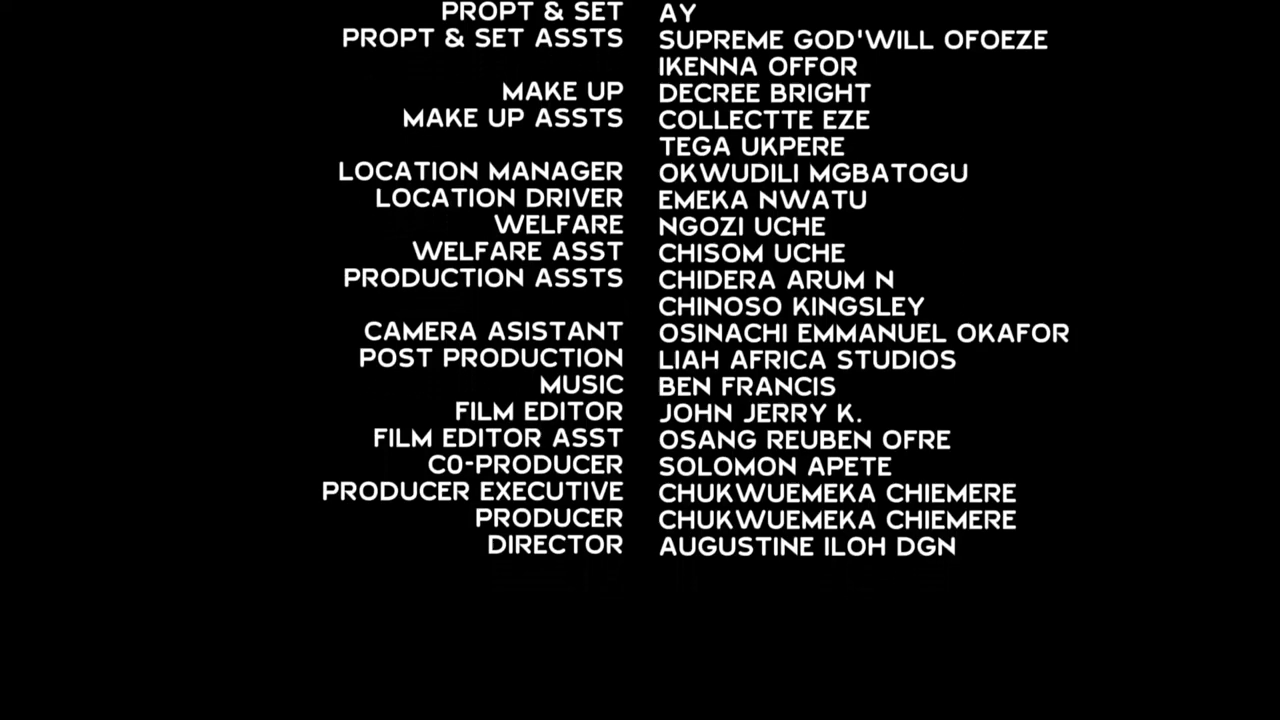 PROPT & SET AY
PROPT & SET ASSTS SUPREME GOD'WILL OFOEZE
IKENNA OFFOR
MAKE UP DECREE BRIGHT
MAKE UP ASSTS COLLECTTE EZE
TEGA UKPERE
LOCATION MANAGER OKWUDILI MGBATOGU
LOCATION DRIVER EMEKA NWATU
WELFARE NGOZI UCHE
WELFARE ASST CHISOM UCHE
PRODUCTION ASSTS CHIDERA ARUM N
CHINOSO KINGSLEY
CAMERA ASISTANT OSINACHI EMMANUEL OKAFOR
POST PRODUCTION LIAH AFRICA STUDIOS
MUSIC BEN FRANCIS
FILM EDITOR JOHN JERRY K.
FILM EDITOR ASST OSANG REUBEN OFRE
C0-PRODUCER SOLOMON APETE
PRODUCER EXECUTIVE CHUKWUEMEKA CHIEMERE
PRODUCER CHUKWUEMEKA CHIEMERE
DIRECTOR AUGUSTINE ILOH DGN